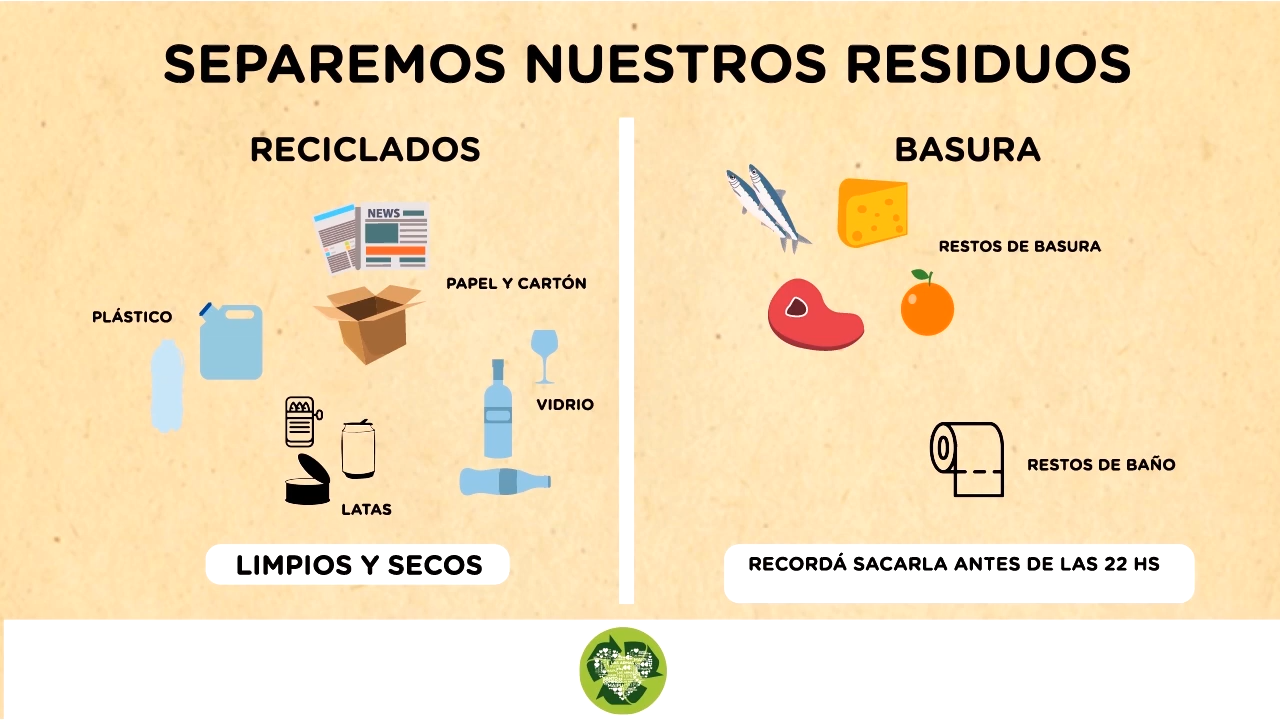 SEPAREMOS NUESTROS RESIDUOS
RECICLADOS
NEWS
PAPEL Y CARTÓN
PLÁSTICO
VIDRIO
LATAS
LIMPIOS Y SECOS
BASURA
RESTOS DE BASURA
RESTOS DE BAÑO
RECORDÁ SACARLA ANTES DE LAS 22 HS